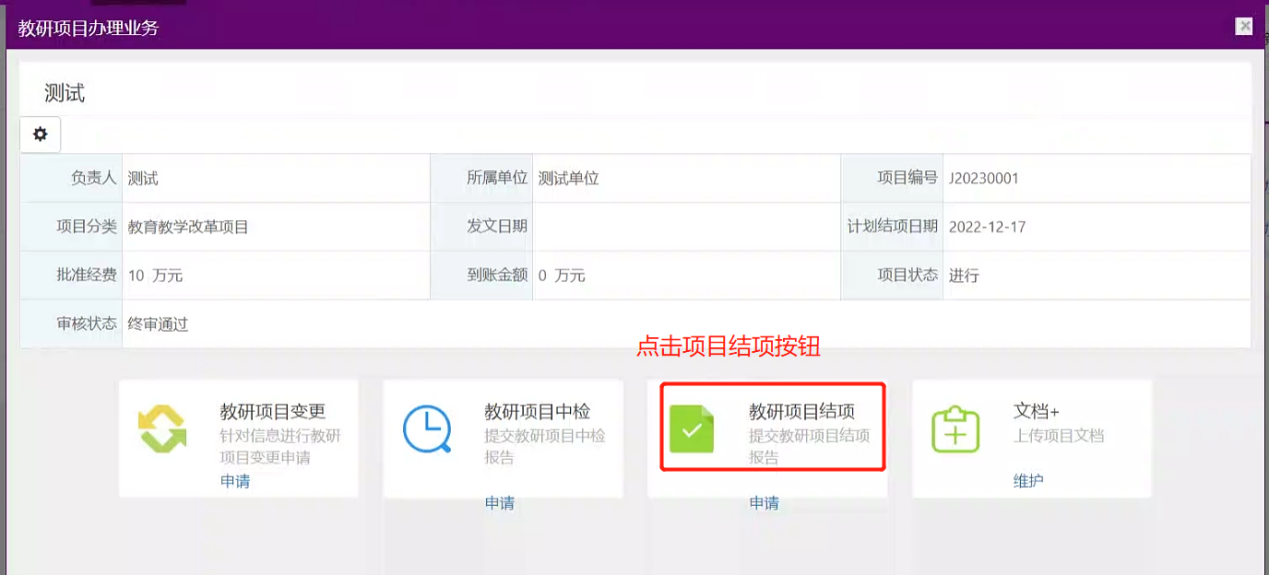 教研项目办理业务
测试
负责人 测试 所属单位 测试单位 项目编号 J20230001
项目分类 教育教学改革项目 发文日期 计划结项日期 2022-12-17
批准经费 10 万元 到账金额 0 万元 项目状态 进行
审核状态 终审通过
点击项目结项按钮
教研项目变更
针对信息进行教研
项目变更申请
申请
教研项目中检
提交教研项目中检
报告
申请
教研项目结项
提交教研项目结项
报告
申请
文档+
上传项目文档
维护